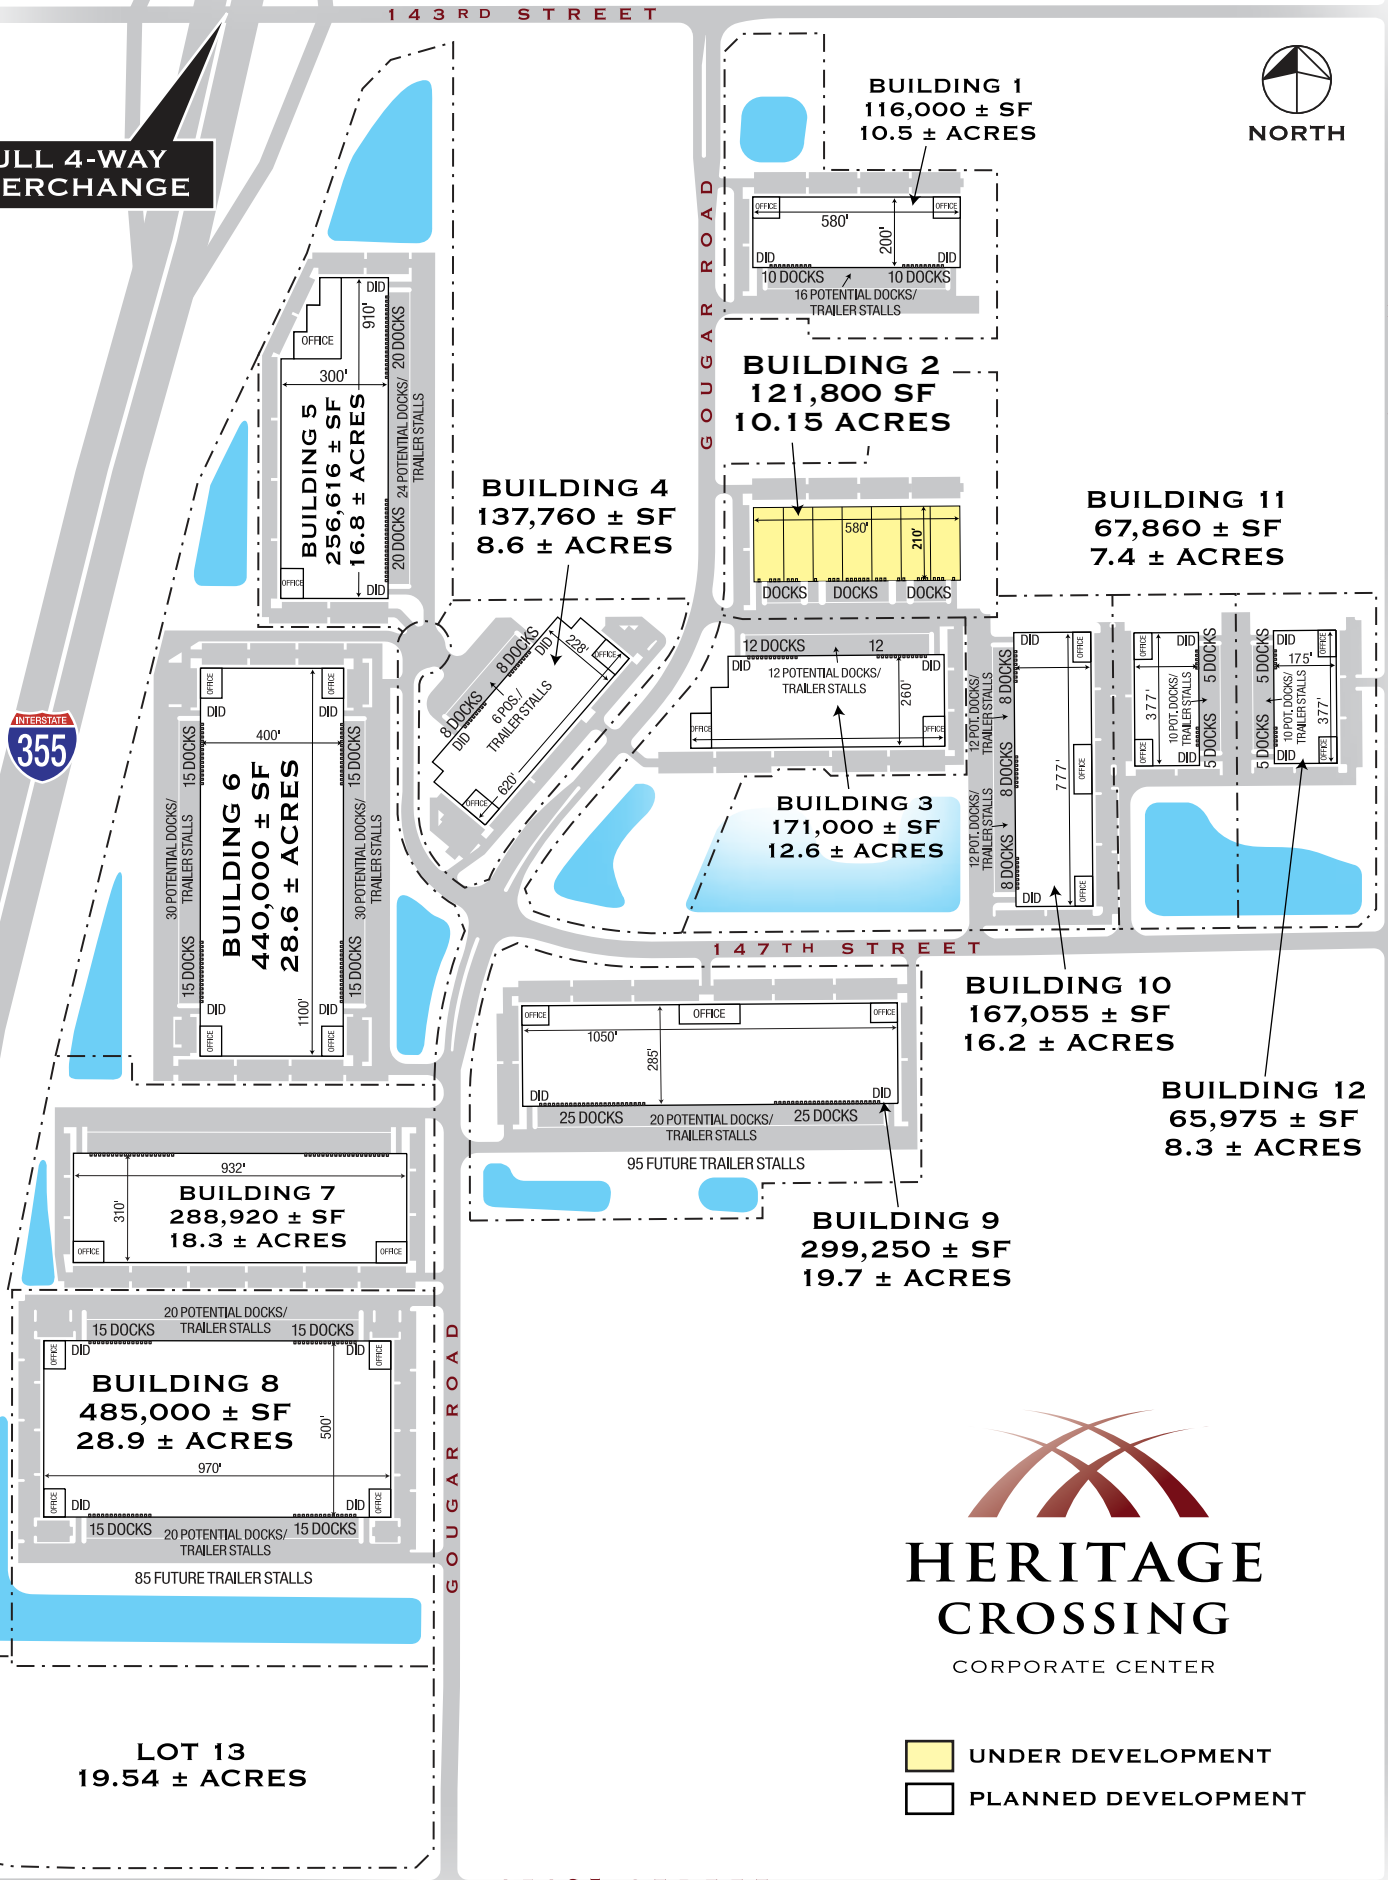 143RD STREET
ULL 4-WAY
ERCHANGE
NORTH
BUILDING 1
116,000 ± SF
10.5 ± ACRES
OFFICE
OFFICE
580'
200'
DID
DID
10 DOCKS
10 DOCKS
16 POTENTIAL DOCKS/
TRAILER STALLS
GOUGAR ROAD
BUILDING 2
121,800 SF
10.15 ACRES
580'
210'
DOCKS
DOCKS
DOCKS
DID
910'
OFFICE
300'
BUILDING 5
256,616 ± SF
16.8 ± ACRES
20 DOCKS
24 POTENTIAL DOCKS/
TRAILER STALLS
20 DOCKS
OFFICE
DID
BUILDING 4
137,760 ± SF
8.6 ± ACRES
8 DOCKS
DID
228'
OFFICE
8 DOCKS
DID
6 POS./
TRAILER STALLS
620'
OFFICE
BUILDING 11
67,860 ± SF
7.4 ± ACRES
12 DOCKS
12
DID
DID
12 POTENTIAL DOCKS/
TRAILER STALLS
260'
OFFICE
OFFICE
BUILDING 3
171,000 ± SF
12.6 ± ACRES
12 POT. DOCKS/
TRAILER STALLS
12 POT. DOCKS/
TRAILER STALLS
8 DOCKS
8 DOCKS
8 DOCKS
DID
OFFICE
OFFICE
777'
OFFICE
DID
OFFICE
DID
377'
10 POT. DOCKS/
TRAILER STALLS
OFFICE
DID
5 DOCKS
5 DOCKS
5 DOCKS
5 DOCKS
DID
OFFICE
175'
10 POT. DOCKS/
TRAILER STALLS
377'
DID
OFFICE
INTERSTATE
355
OFFICE
OFFICE
DID
DID
400'
15 DOCKS
15 DOCKS
30 POTENTIAL DOCKS/
TRAILER STALLS
BUILDING 6
440,000 ± SF
28.6 ± ACRES
30 POTENTIAL DOCKS/
TRAILER STALLS
15 DOCKS
15 DOCKS
1100'
DID
DID
OFFICE
OFFICE
147TH STREET
BUILDING 10
167,055 ± SF
16.2 ± ACRES
BUILDING 12
65,975 ± SF
8.3 ± ACRES
OFFICE
OFFICE
OFFICE
1050'
285'
DID
DID
25 DOCKS
20 POTENTIAL DOCKS/
TRAILER STALLS
25 DOCKS
95 FUTURE TRAILER STALLS
BUILDING 9
299,250 ± SF
19.7 ± ACRES
932'
310'
BUILDING 7
288,920 ± SF
18.3 ± ACRES
OFFICE
OFFICE
20 POTENTIAL DOCKS/
TRAILER STALLS
15 DOCKS
15 DOCKS
OFFICE
DID
DID
OFFICE
BUILDING 8
485,000 ± SF
28.9 ± ACRES
500'
970'
OFFICE
DID
DID
OFFICE
15 DOCKS
20 POTENTIAL DOCKS/
TRAILER STALLS
15 DOCKS
85 FUTURE TRAILER STALLS
GOUGAR ROAD
HERITAGE
CROSSING
CORPORATE CENTER
LOT 13
19.54 ± ACRES
UNDER DEVELOPMENT
PLANNED DEVELOPMENT